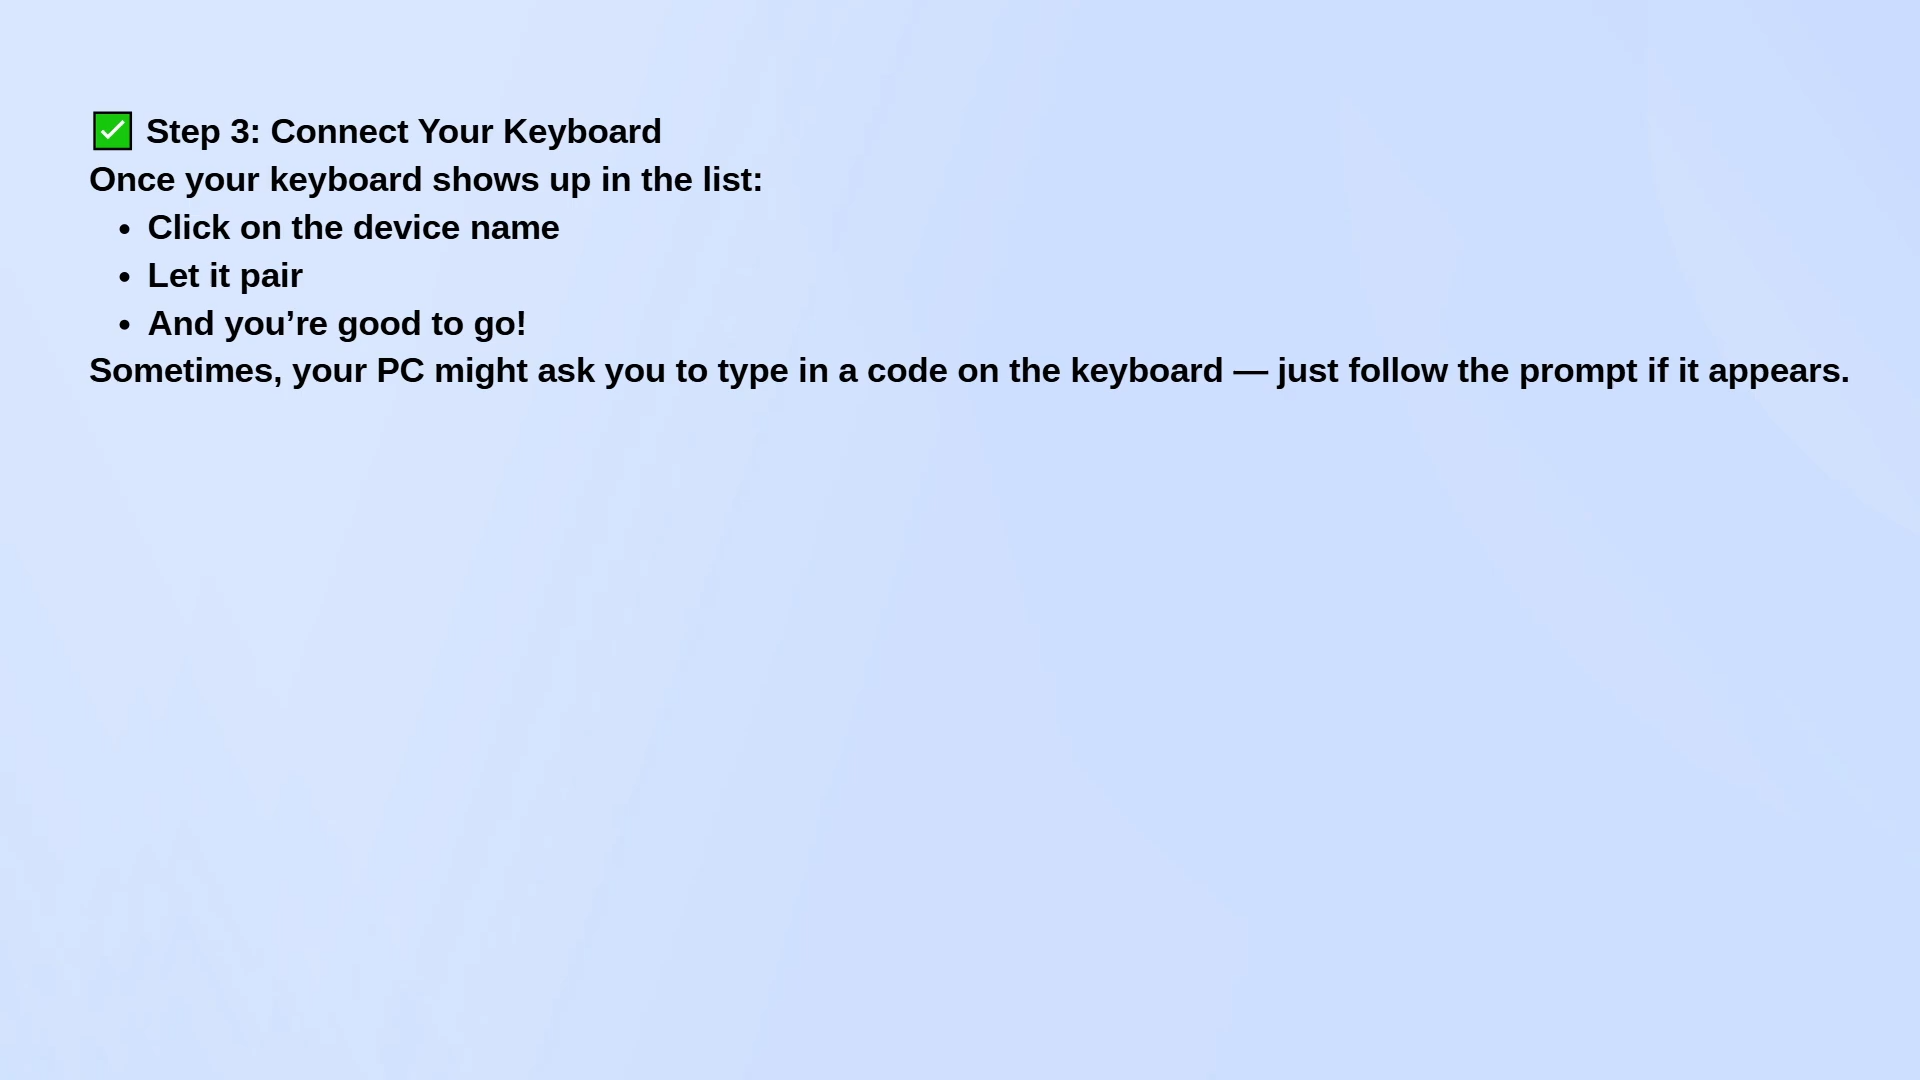 ✅ Step 3: Connect Your Keyboard
Once your keyboard shows up in the list:
• Click on the device name
• Let it pair
• And you’re good to go!
Sometimes, your PC might ask you to type in a code on the keyboard — just follow the prompt if it appears.